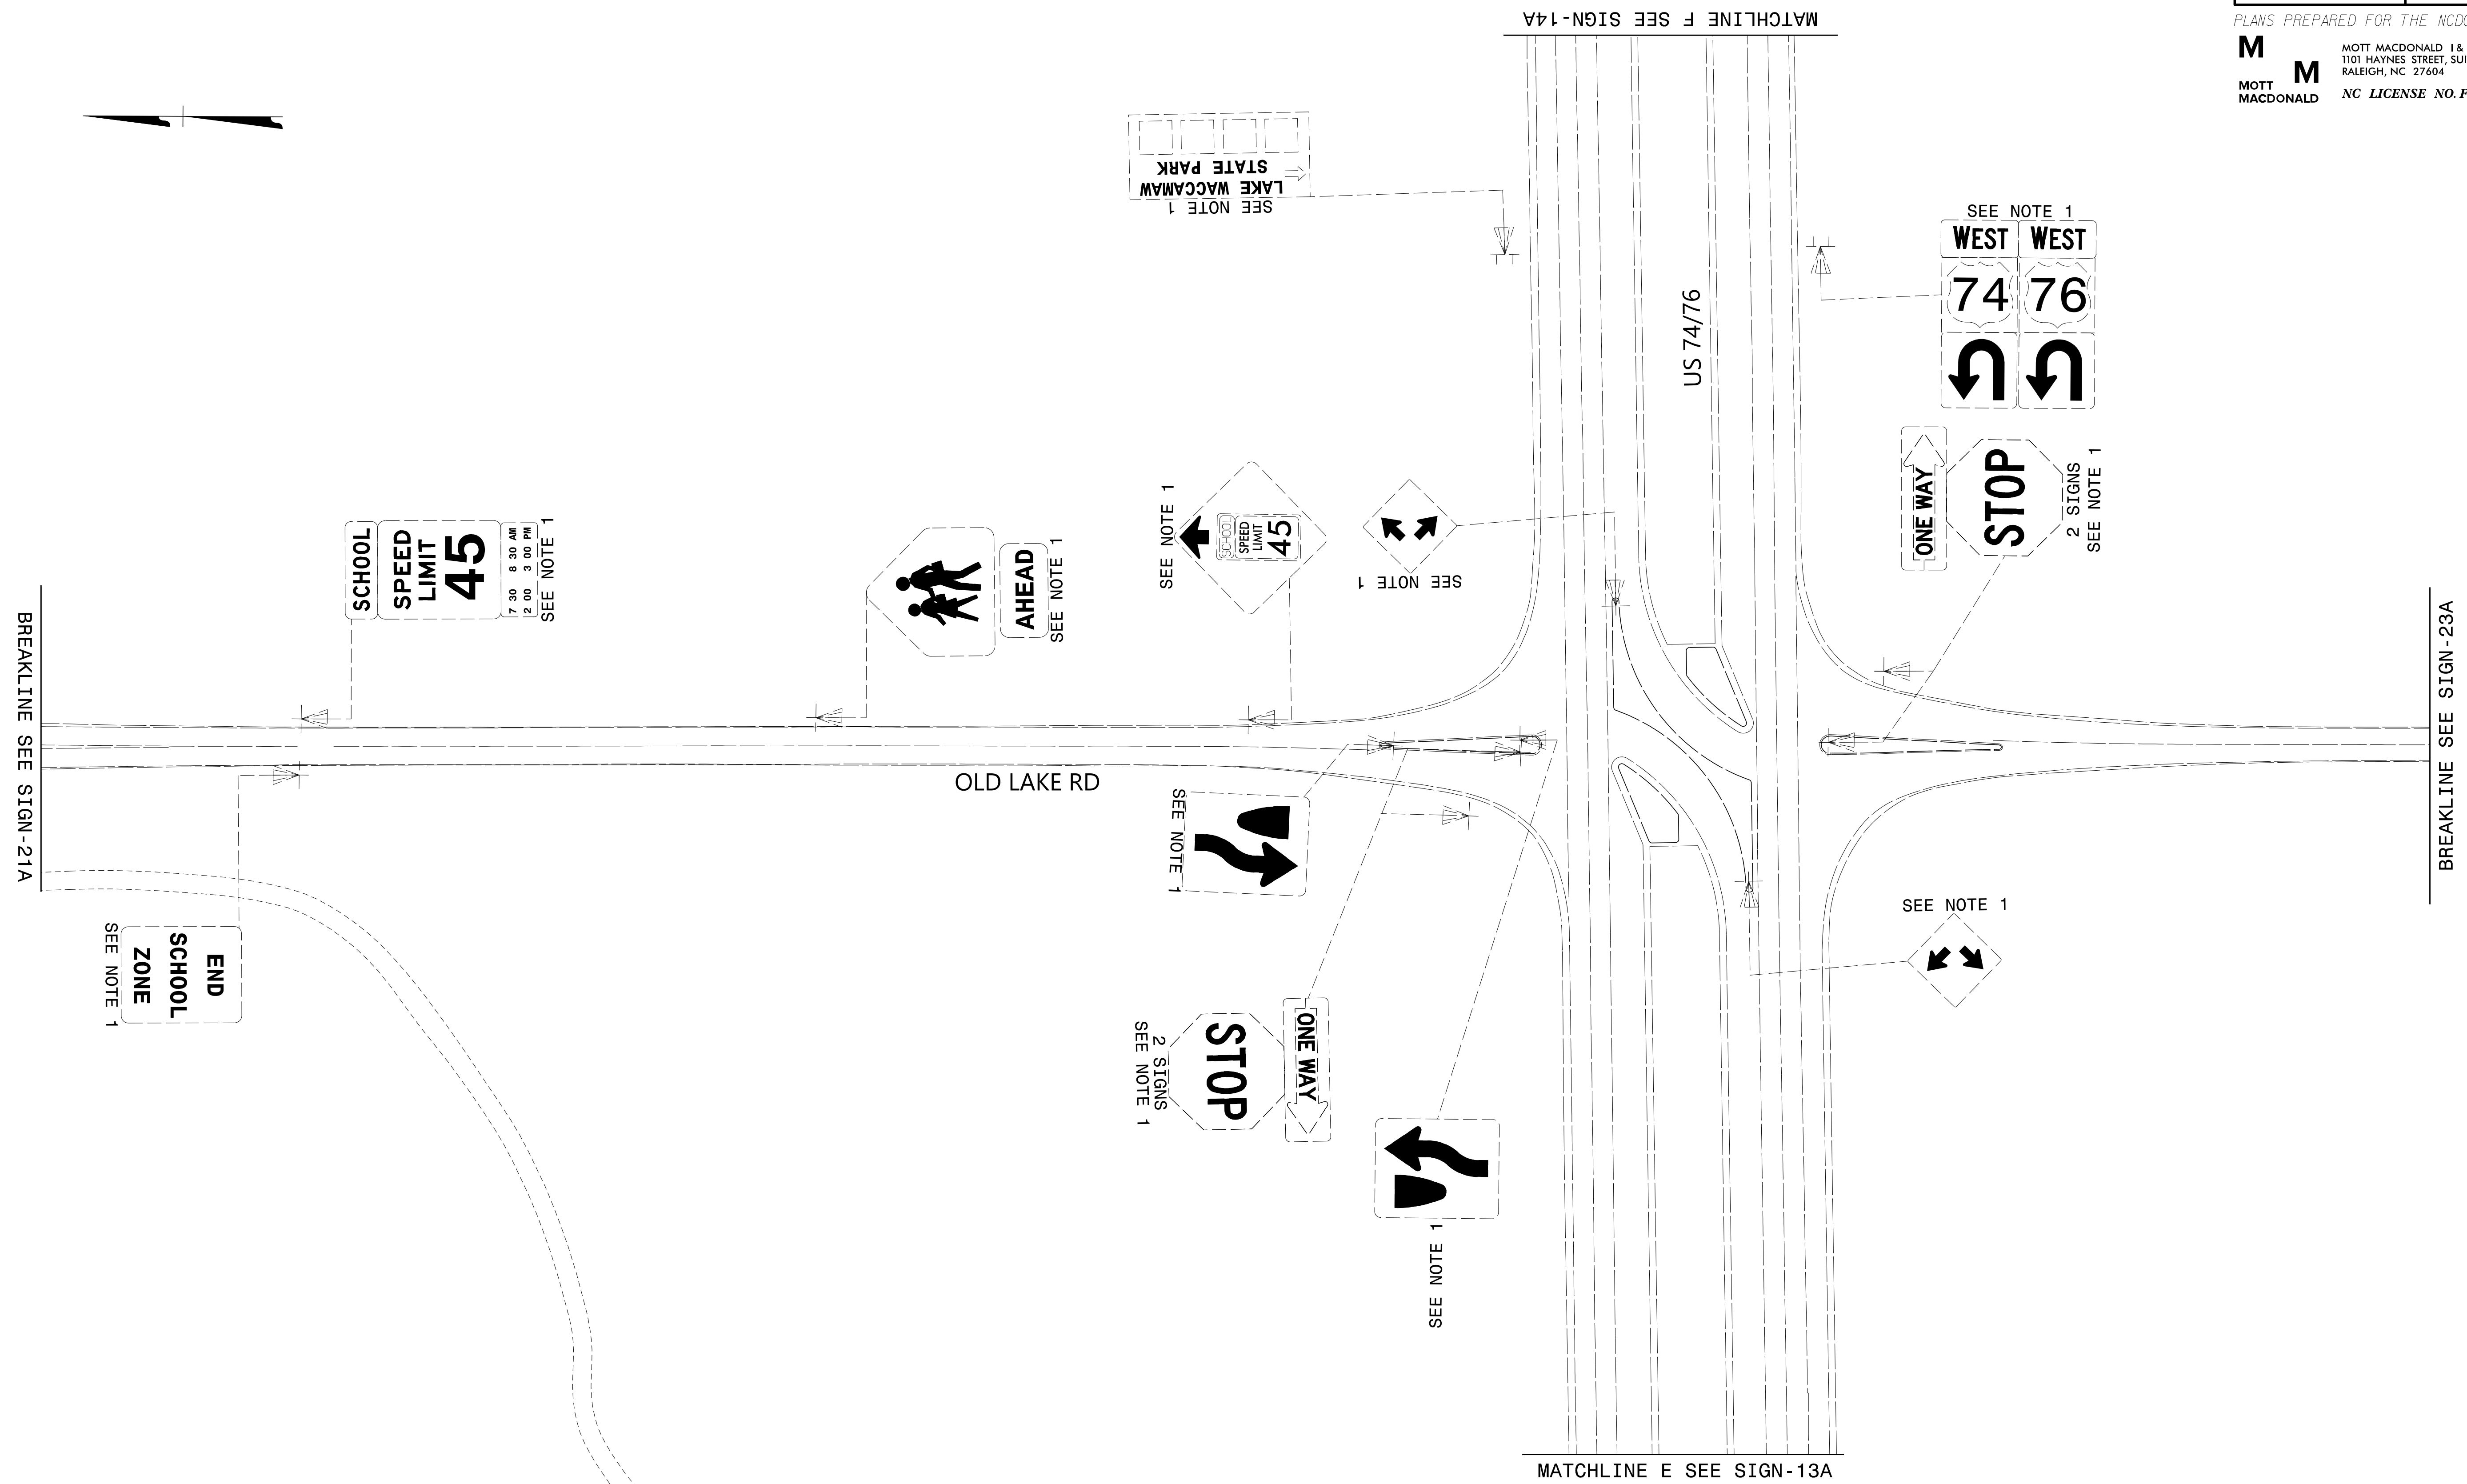 MATCHLINE F SEE SIGN-14A
PLANS PREPARED FOR THE NCDO
M
M
MOTT
MACDONALD
MOTT MACDONALD I &
1101 HAYNES STREET, SUI
RALEIGH, NC 27604
NC LICENSE NO. F
LAKE WACCAMAW
STATE PARK
SEE NOTE 1
SEE NOTE 1
WEST WEST
74 76
US 74/76
ONE WAY
STOP
2 SIGNS
SEE NOTE 1
SCHOOL
SPEED
LIMIT
45
7 30 8 30 AM
2 00 3 00 PM
SEE NOTE 1
AHEAD
SEE NOTE 1
SEE NOTE 1
SCHOOL
SPEED
LIMIT
45
SEE NOTE 1
BREAKLINE SEE SIGN-21A
BREAKLINE SEE SIGN-23A
OLD LAKE RD
SEE NOTE 1
END
SCHOOL
ZONE
SEE NOTE 1
SEE NOTE 1
ONE WAY
STOP
2 SIGNS
SEE NOTE 1
SEE NOTE 1
MATCHLINE E SEE SIGN-13A